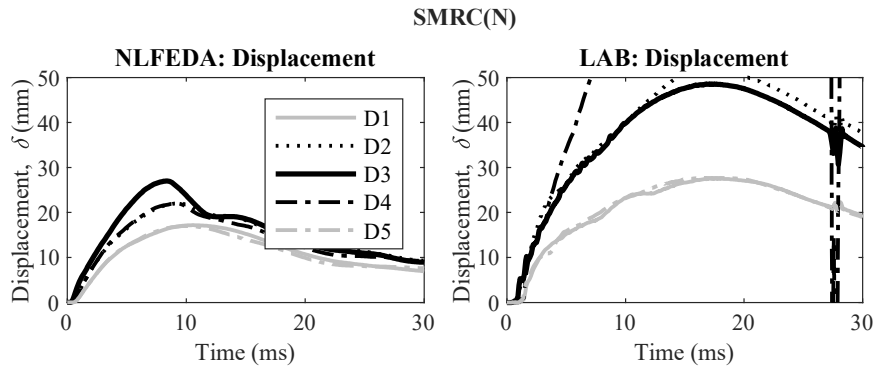 SMRC(N)
NLFEDA: Displacement
Displacement, δ (mm)
50
40
30
20
10
0
D1
D2
D3
D4
D5
0
10
20
30
Time (ms)
LAB: Displacement
Displacement, δ (mm)
50
40
30
20
10
0
0
10
20
30
Time (ms)